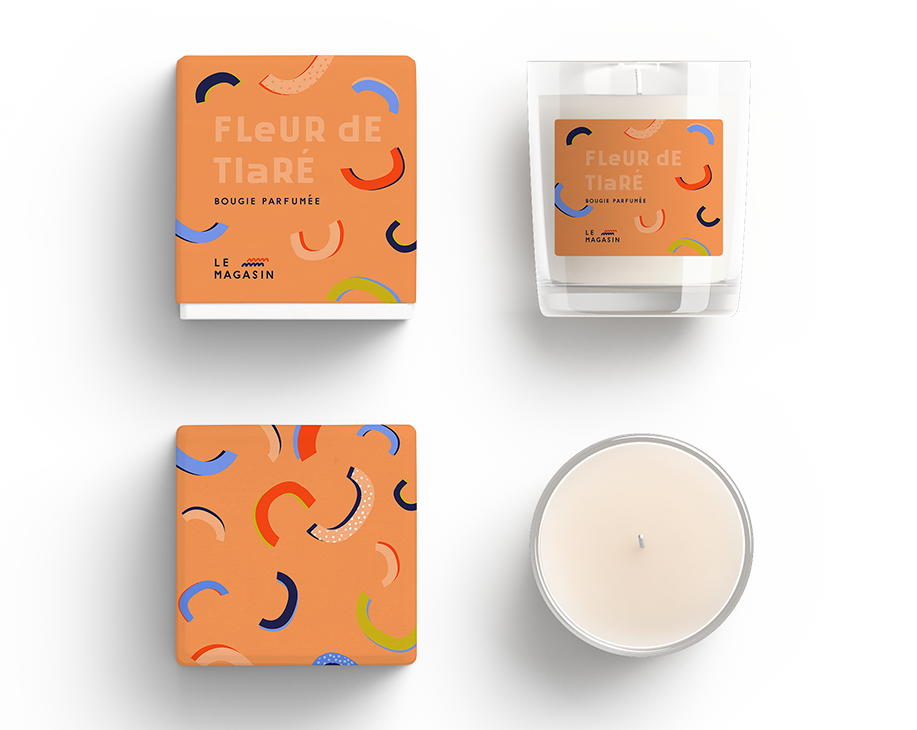 FLeUR dE
TIaRÉ
BOUGIE PARFUMÉE
LE
MAGASIN
FLeUR dE
TIaRÉ
BOUGIE PARFUMÉE
LE
MAGASIN